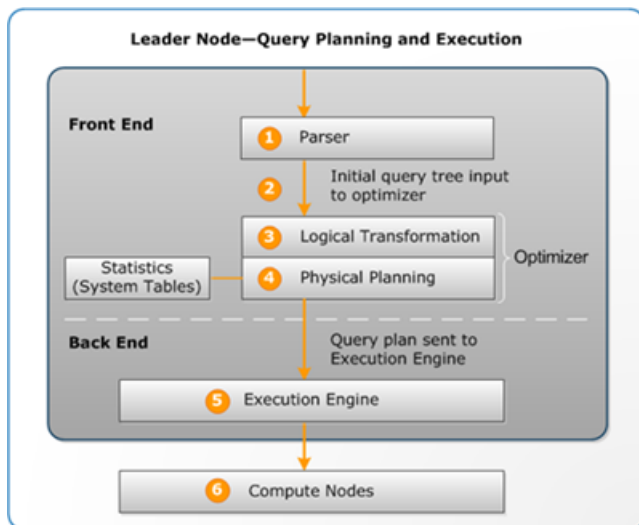 Leader Node—Query Planning and Execution
Front End
1 Parser
2 Initial query tree input
to optimizer
3 Logical Transformation
Optimizer
Statistics
(System Tables)
4 Physical Planning
Back End
Query plan sent to
Execution Engine
5 Execution Engine
6 Compute Nodes